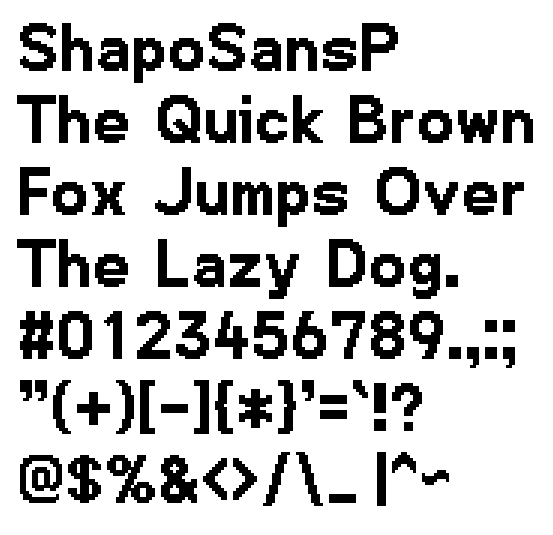 ShapoSansP
The Quick Brown
Fox Jumps Over
The Lazy Dog.
#0123456789.,:;
"(+)[-]{*}'=`!?
@$%&<>/\_ |^~